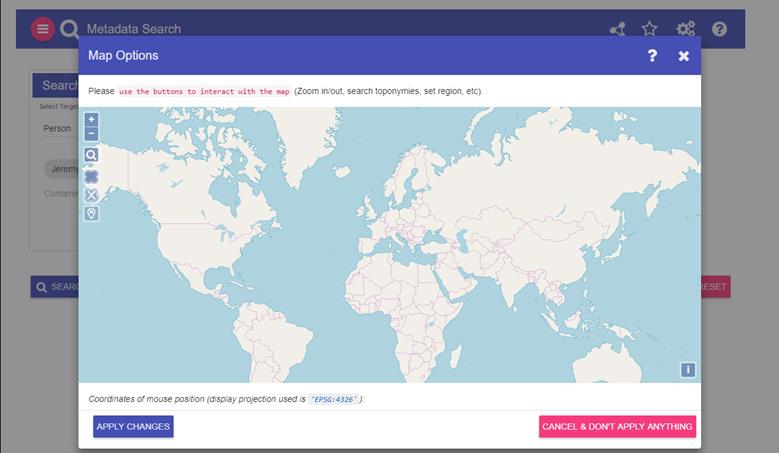 Metadata Search
Map Options
?
Please use the buttons to interact with the map (Zoom in/out, search toponymies, set region, etc).
Search
Select Target
Person
Jeremy
Containin
+
−
i
SEARC
RESET
Coordinates of mouse position (display projection used is 'EPSG:4326'):
APPLY CHANGES
CANCEL & DON'T APPLY ANYTHING